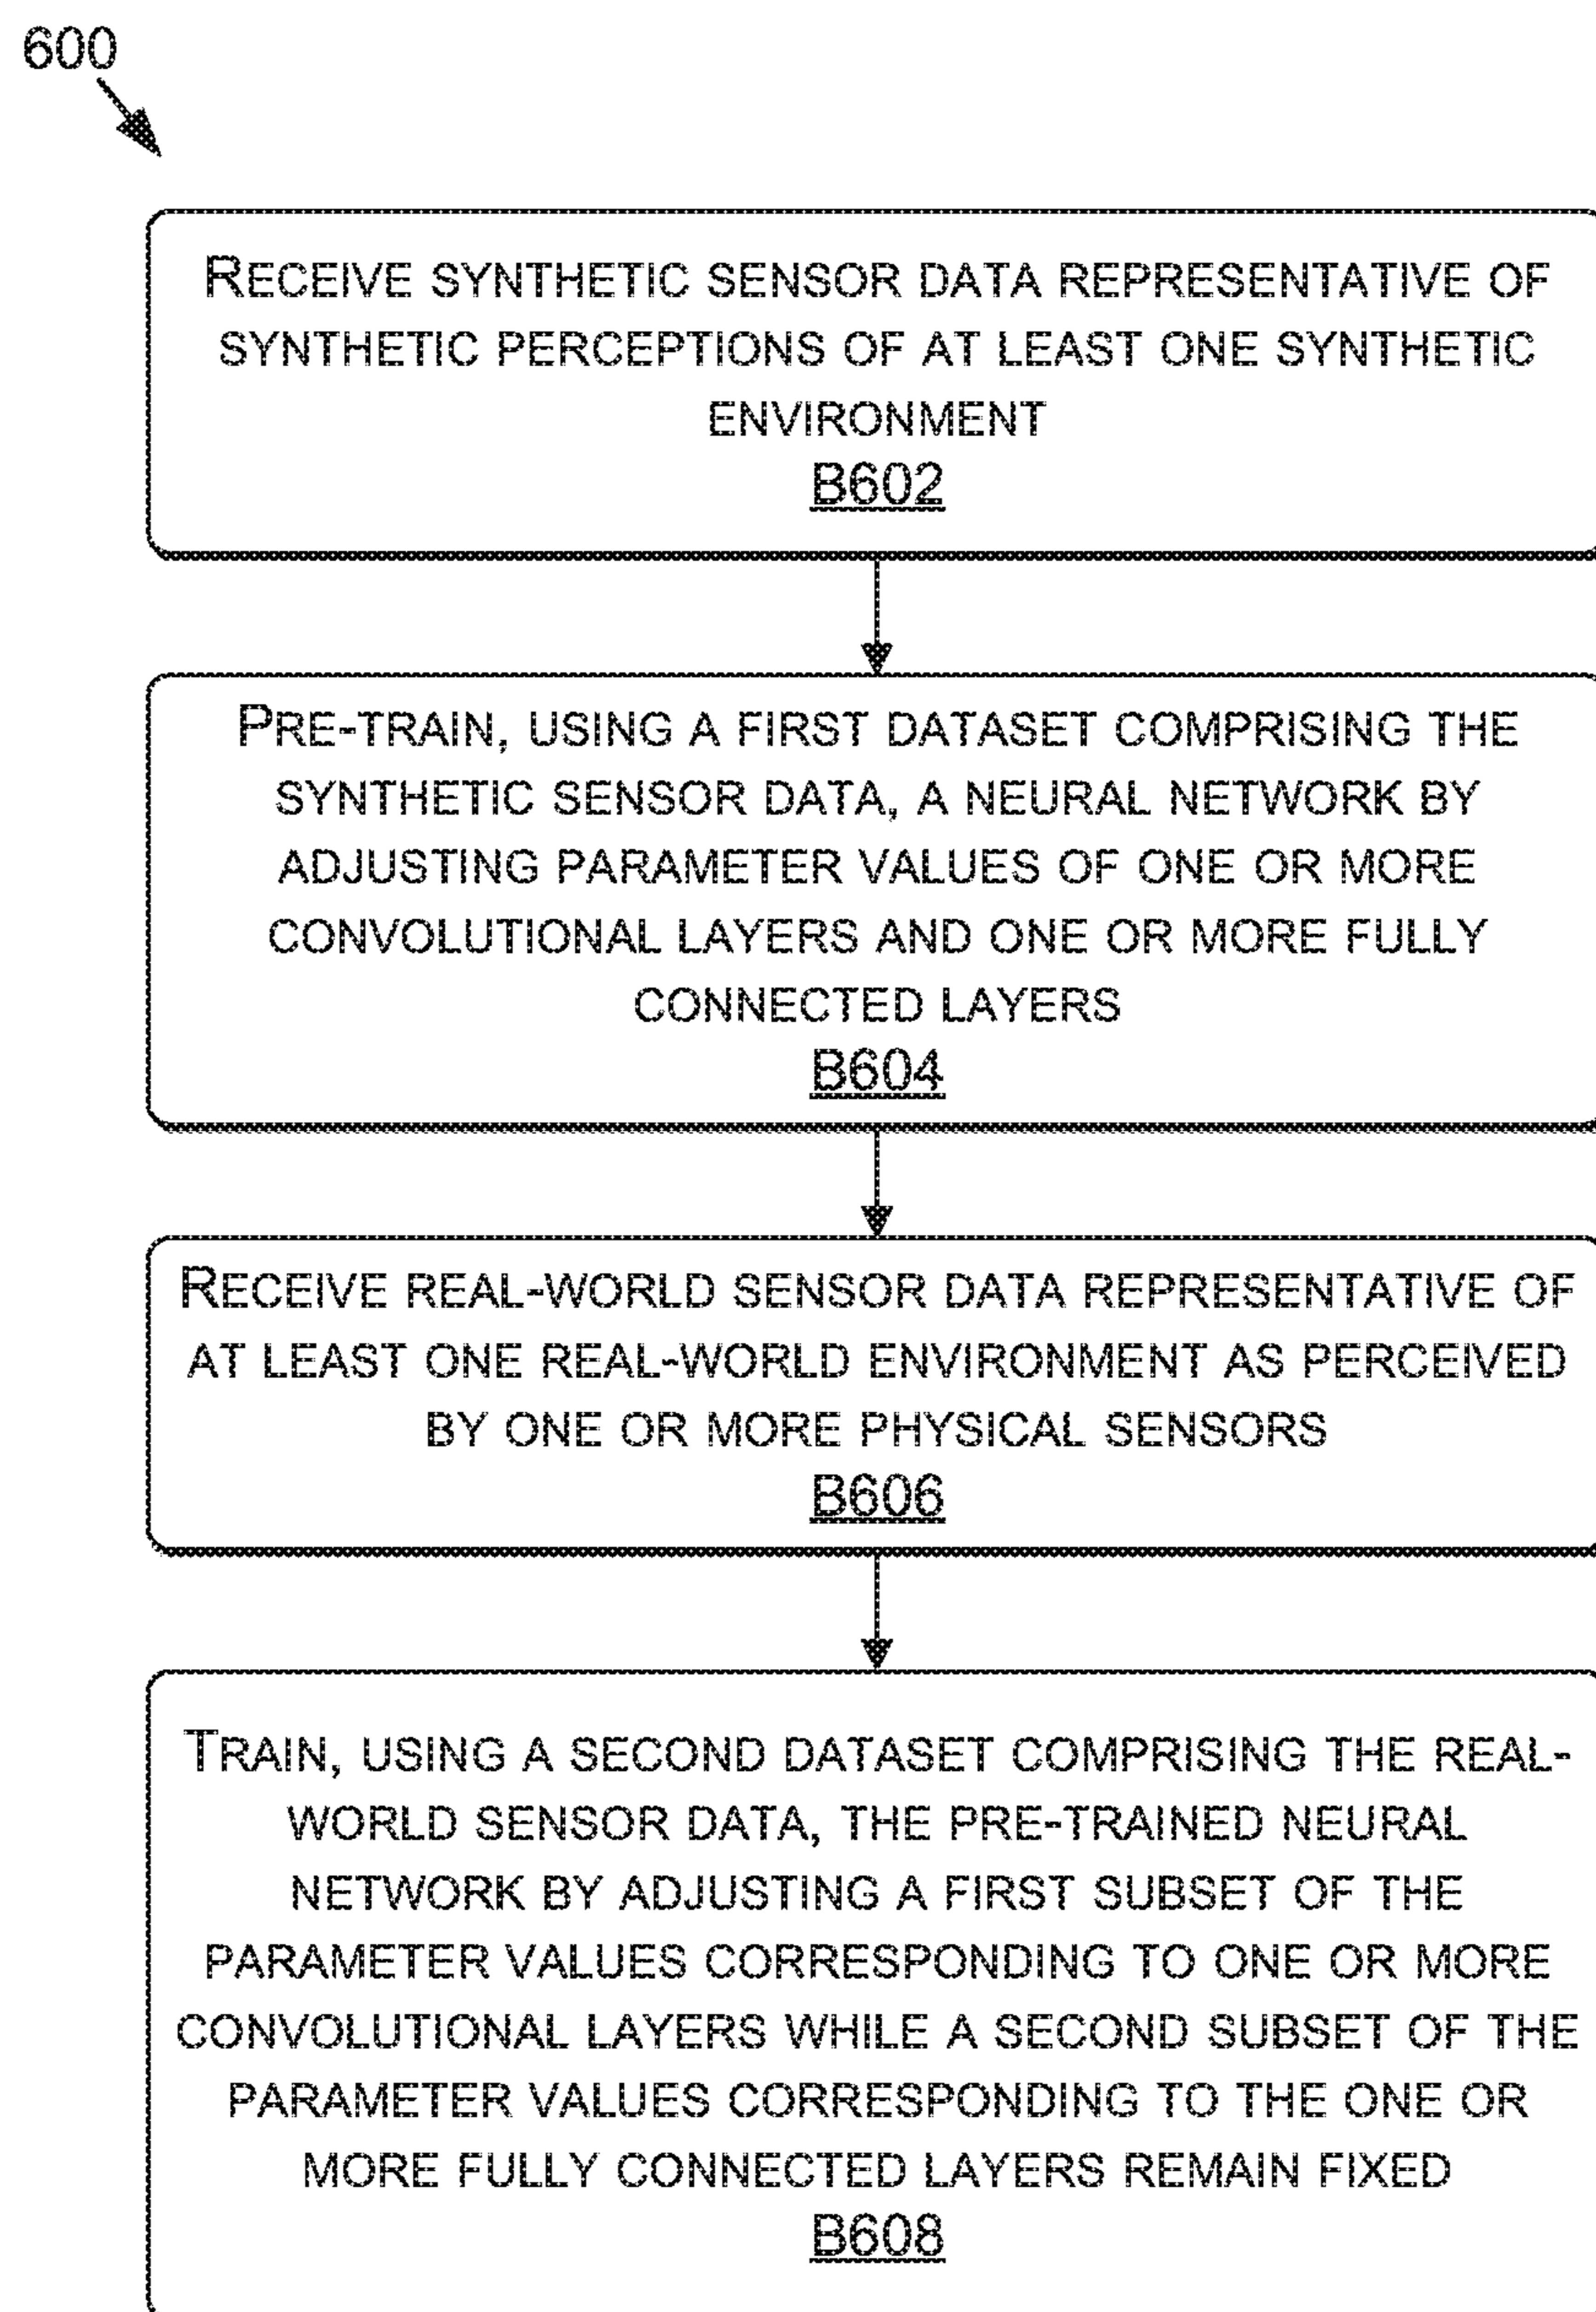 600
RECEIVE SYNTHETIC SENSOR DATA REPRESENTATIVE OF
SYNTHETIC PERCEPTIONS OF AT LEAST ONE SYNTHETIC
ENVIRONMENT
B602
PRE-TRAIN, USING A FIRST DATASET COMPRISING THE
SYNTHETIC SENSOR DATA, A NEURAL NETWORK BY
ADJUSTING PARAMETER VALUES OF ONE OR MORE
CONVOLUTIONAL LAYERS AND ONE OR MORE FULLY
CONNECTED LAYERS
B604
RECEIVE REAL-WORLD SENSOR DATA REPRESENTATIVE OF
AT LEAST ONE REAL-WORLD ENVIRONMENT AS PERCEIVED
BY ONE OR MORE PHYSICAL SENSORS
B606
TRAIN, USING A SECOND DATASET COMPRISING THE REAL-
WORLD SENSOR DATA, THE PRE-TRAINED NEURAL
NETWORK BY ADJUSTING A FIRST SUBSET OF THE
PARAMETER VALUES CORRESPONDING TO ONE OR MORE
CONVOLUTIONAL LAYERS WHILE A SECOND SUBSET OF THE
PARAMETER VALUES CORRESPONDING TO THE ONE OR
MORE FULLY CONNECTED LAYERS REMAIN FIXED
B608